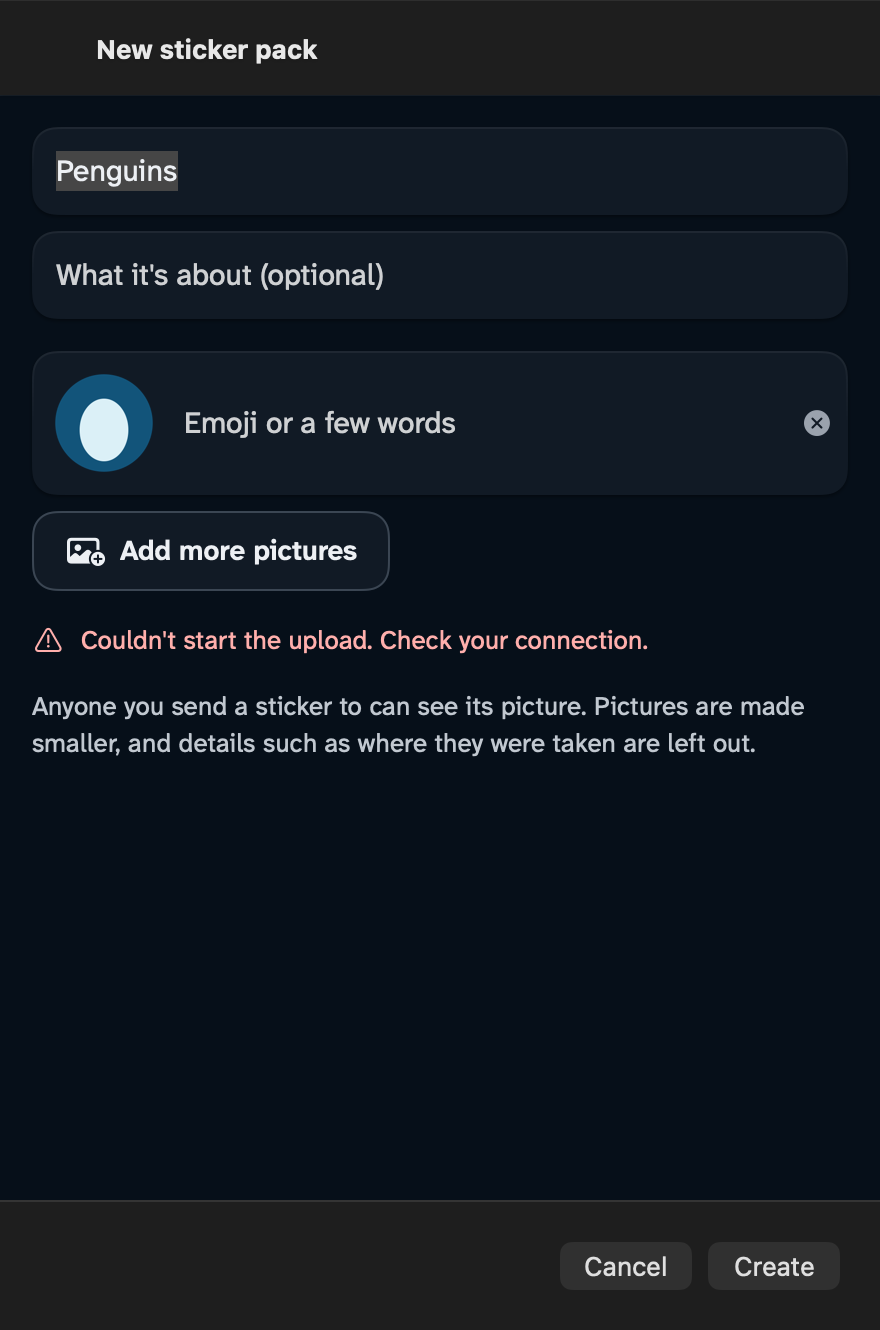 New sticker pack
Penguins
What it's about (optional)
Emoji or a few words
Add more pictures
Couldn't start the upload. Check your connection.
Anyone you send a sticker to can see its picture. Pictures are made
smaller, and details such as where they were taken are left out.
Cancel
Create